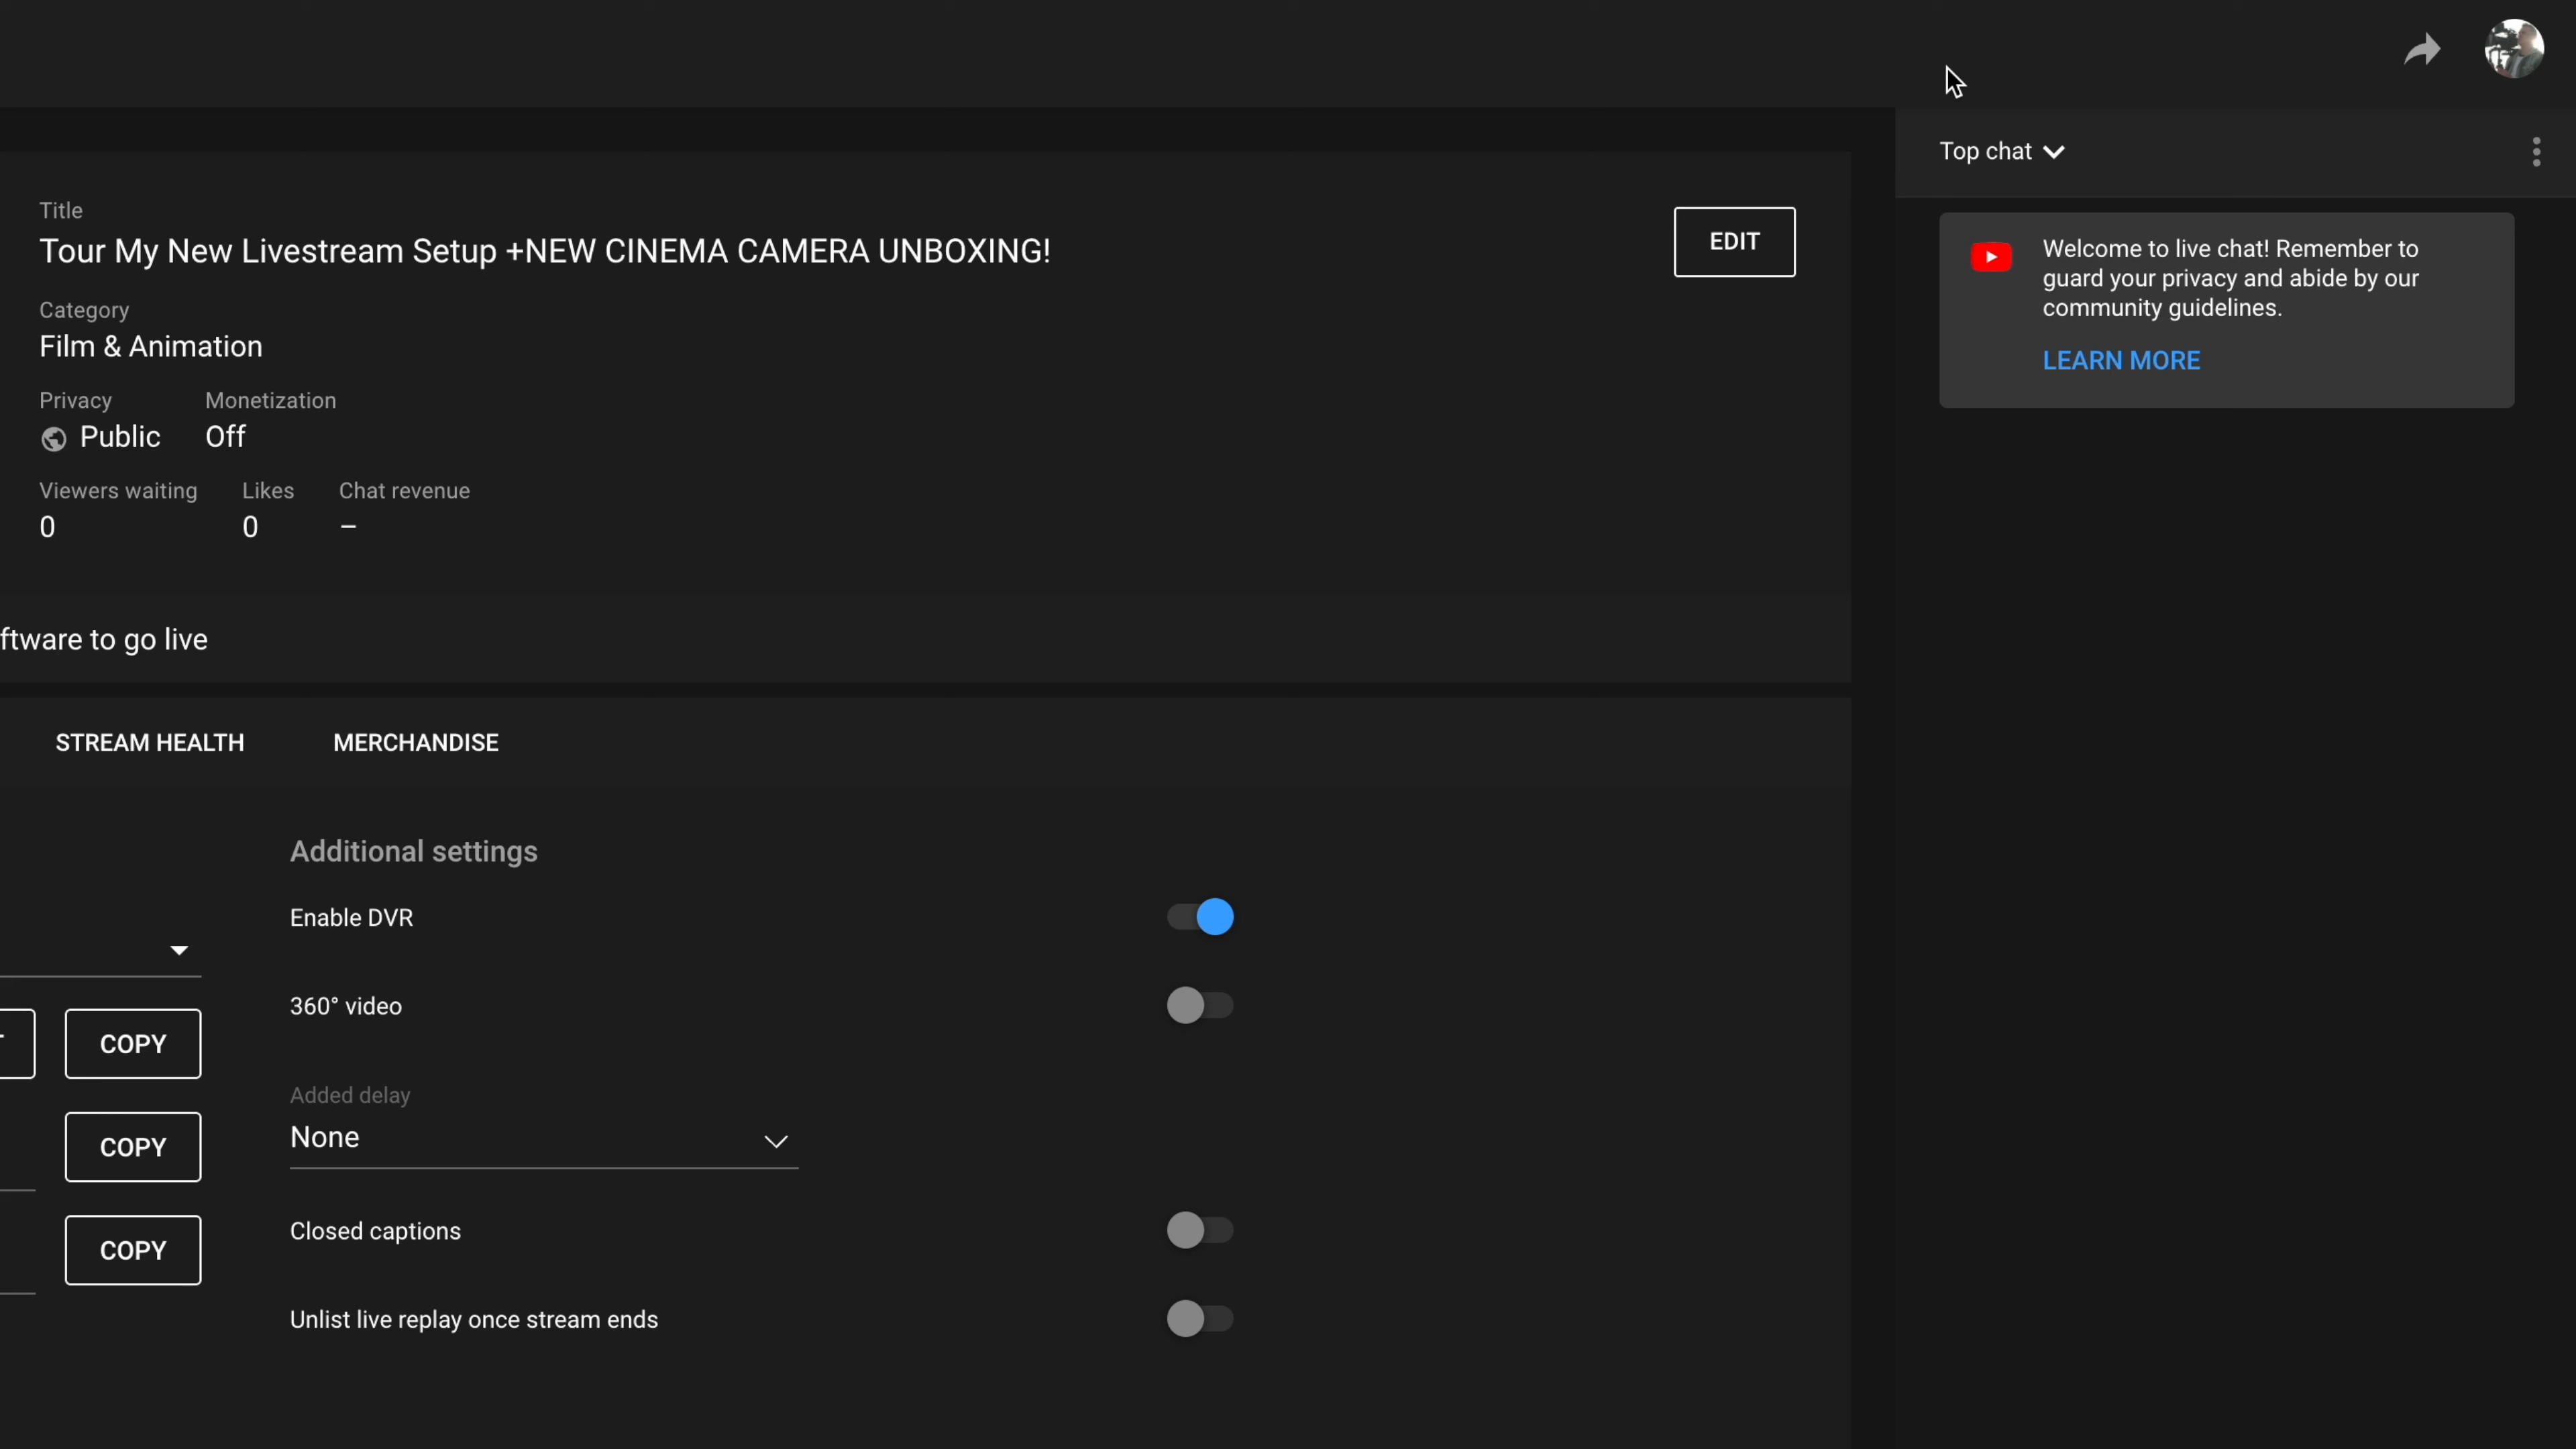 Title
Tour My New Livestream Setup +NEW CINEMA CAMERA UNBOXING!
EDIT
Category
Film & Animation
Privacy Monetization
Public Off
Viewers waiting Likes Chat revenue
0 0 –
ftware to go live
STREAM HEALTH MERCHANDISE
Additional settings
Enable DVR
360° video
COPY
Added delay
None
COPY
Closed captions
COPY
Unlist live replay once stream ends
Top chat
Welcome to live chat! Remember to
guard your privacy and abide by our
community guidelines.
LEARN MORE